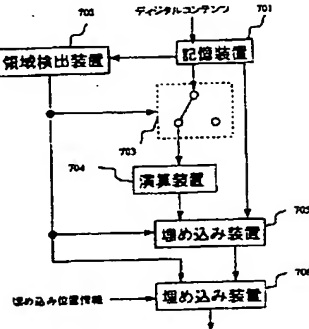 702
ディジタルコンテンツ
701
領域検出装置
記憶装置
703
704
演算装置
705
埋め込み装置
埋め込み位置情報
706
埋め込み装置